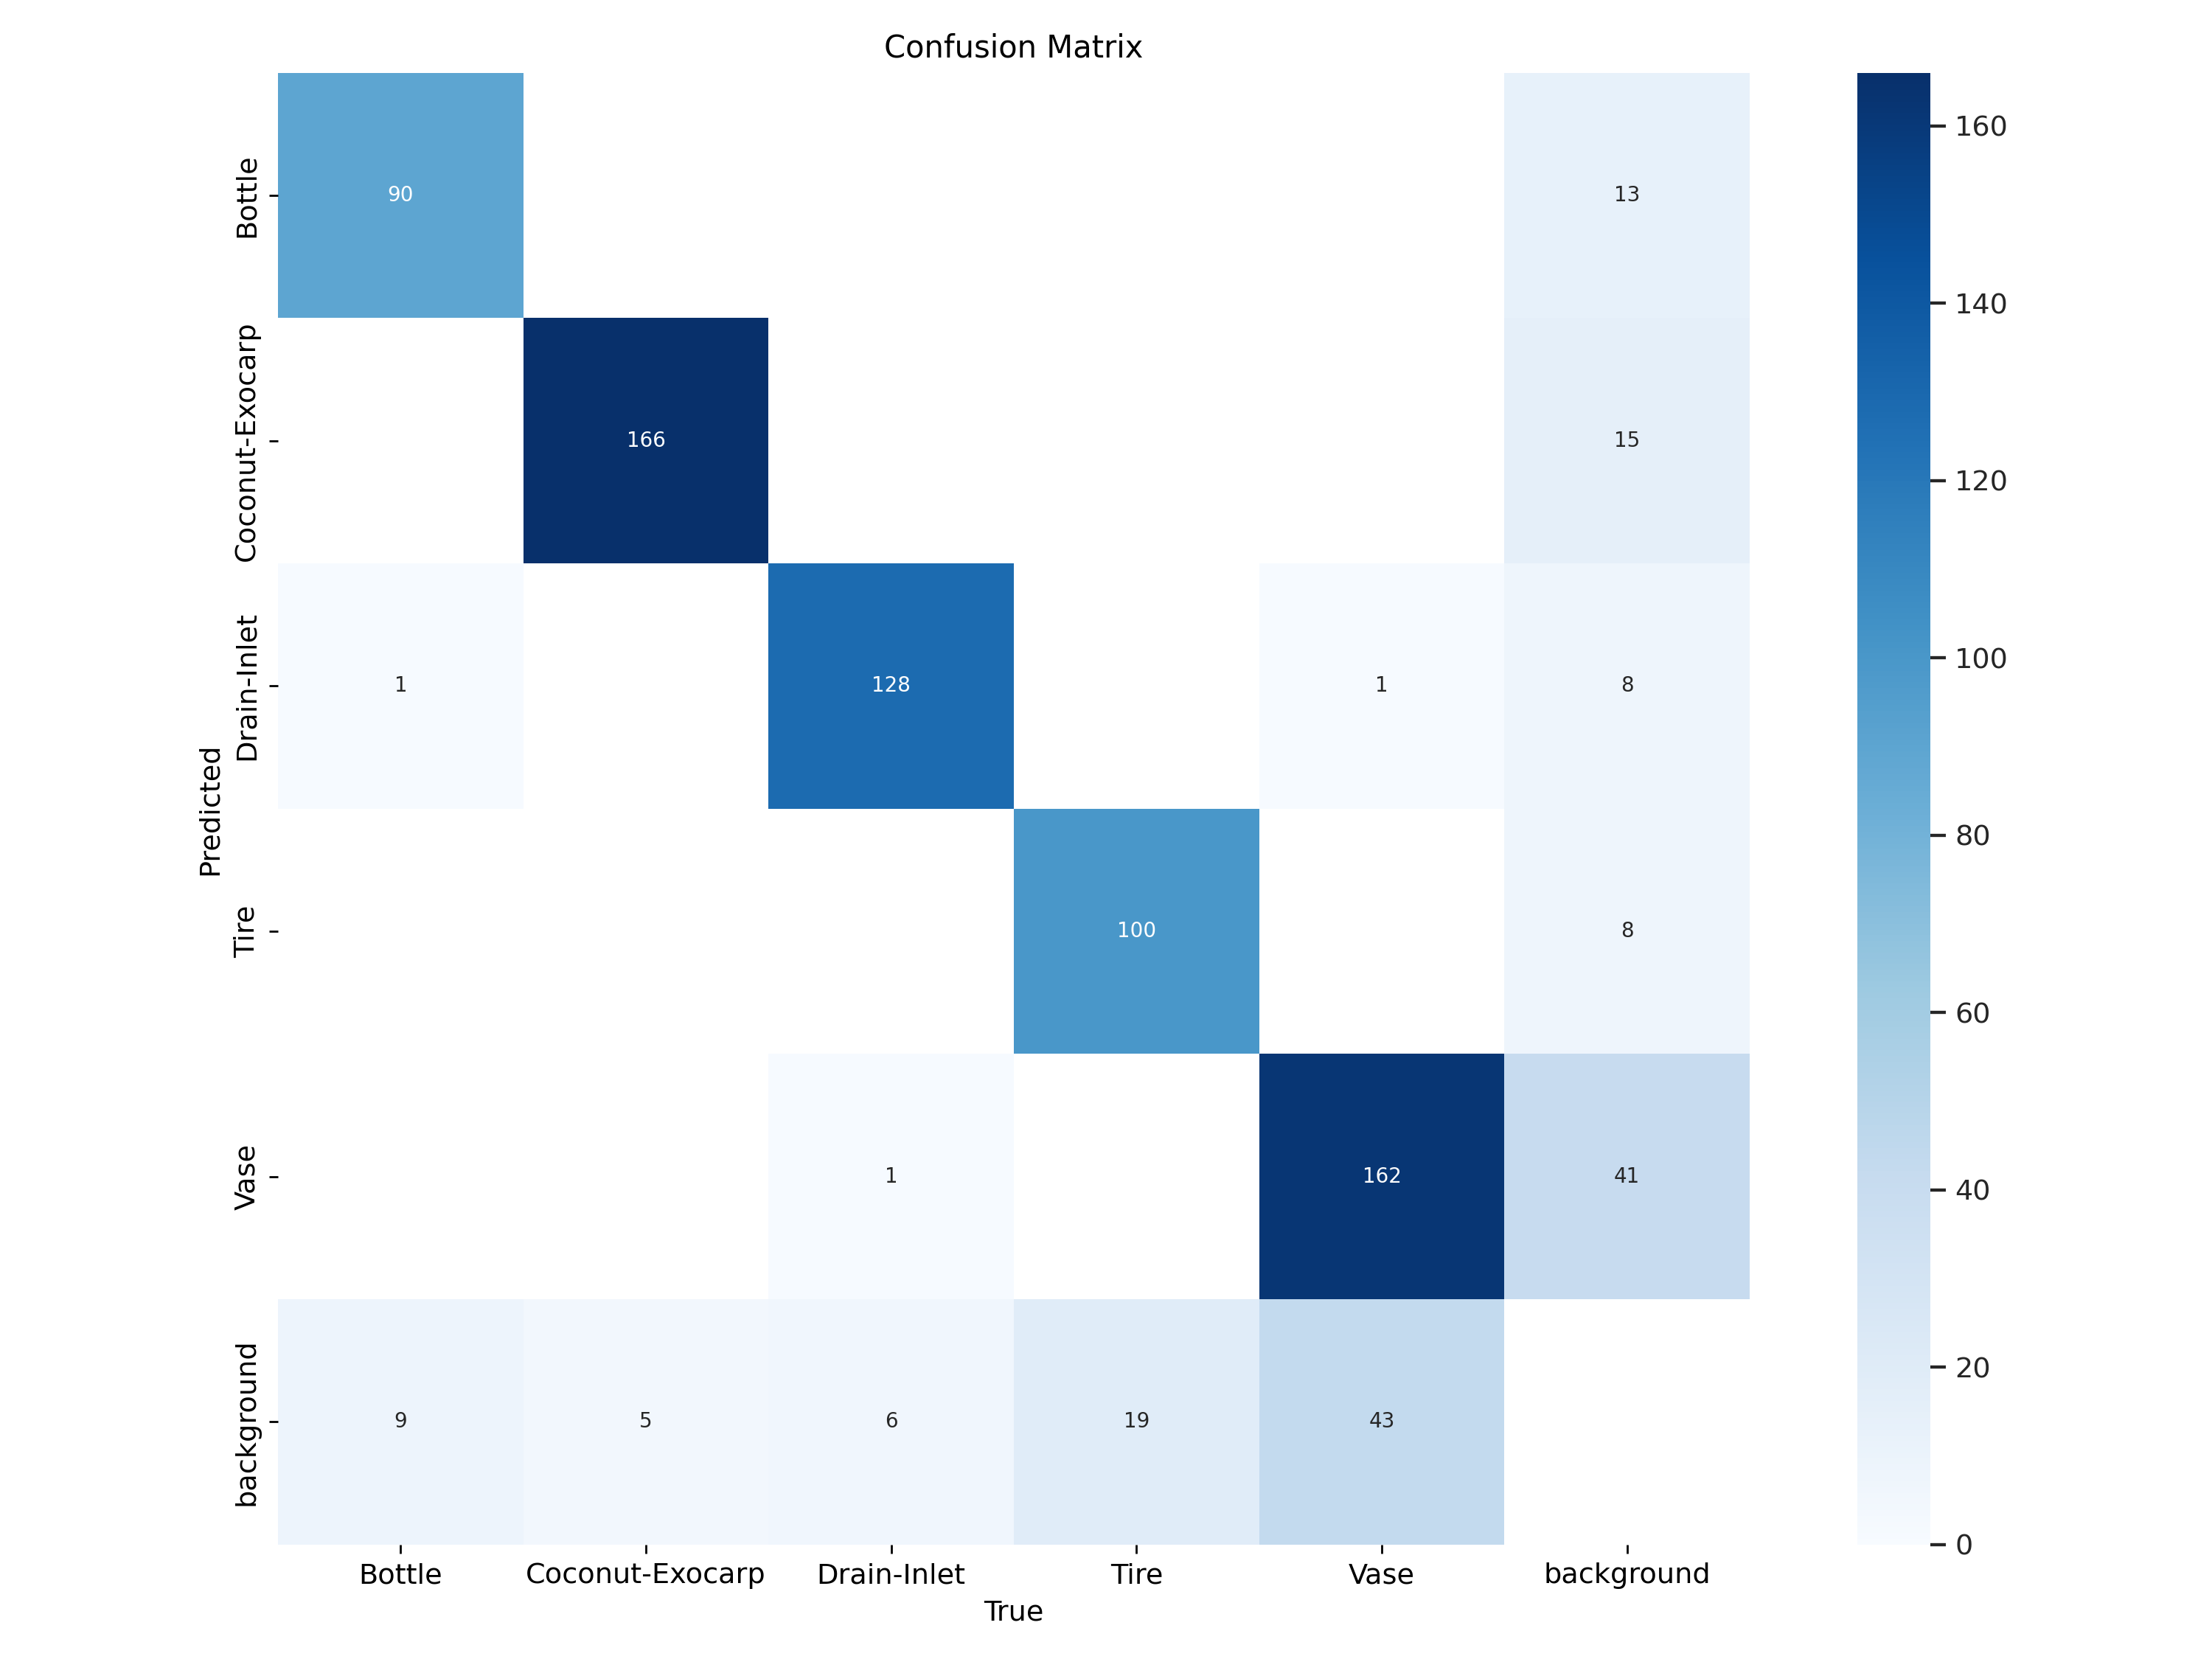 Confusion Matrix
Bottle
90
13
Coconut-Exocarp
166
15
Drain-Inlet
1
128
1
8
Tire
100
8
Vase
1
162
41
background
9
5
6
19
43
Predicted
Bottle
Coconut-Exocarp
Drain-Inlet
Tire
Vase
background
True
160
140
120
100
80
60
40
20
0